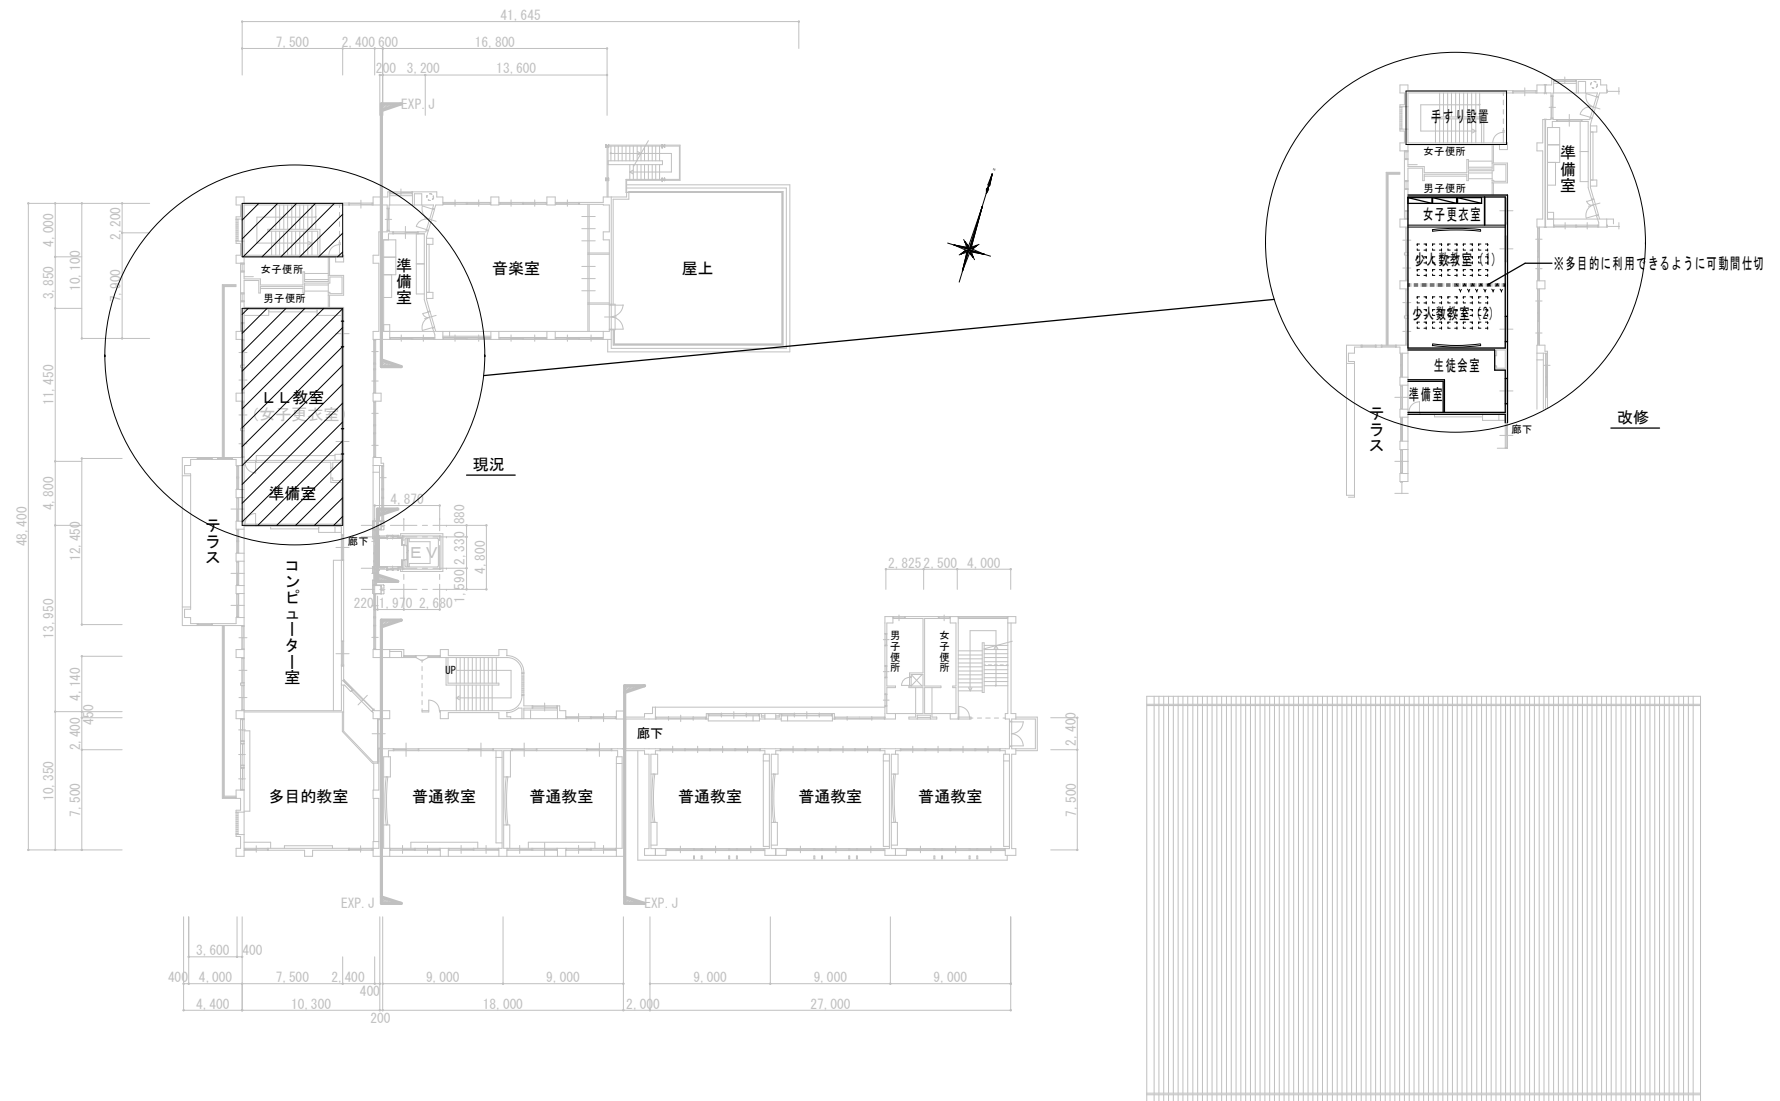 41,645
7,500
2,400
600
16,800
200
3,200
13,600
EXP.J
48,400
4,000
3,850
11,450
4,800
13,950
4,140
450
2,400
10,350
7,500
10,100
2,200
7,900
12,450
女子便所
男子便所
準備室
音楽室
屋上
LL教室
(女子更衣室
準備室
テラス
廊下
コンピューター室
現況
4,870
EV
880
2,330
1,590
4,800
220
1,970
2,680
UP
2,825
2,500
4,000
男子便所
女子便所
廊下
2,400
7,500
多目的教室
普通教室
普通教室
普通教室
普通教室
普通教室
EXP.J
EXP.J
3,600
400
400
4,000
7,500
2,400
9,000
9,000
9,000
9,000
9,000
4,400
10,300
400
200
18,000
2,000
27,000
手すり設置
女子便所
男子便所
準備室
女子更衣室
少人数教室(1)
※多目的に利用できるように可動間仕切
少人数教室(2)
生徒会室
準備室
テラス
廊下
改修